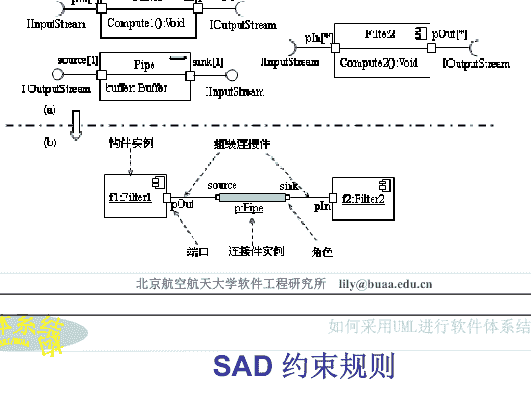 IInputStream
Compute1():Void
IOutputStream
source[1]
Pipe
sink[1]
IOutputStream
buffer: Buffer
IInputStream
pIn[*]
Filter2
pOut[*]
IInputStream
Compute2():Void
IOutputStream
(a)
(b)
构件实例
组装连接件
f1:Filter1
pOut
source
sink
p:Pipe
pIn
f2:Filter2
端口
连接件实例
角色
北京航空航天大学软件工程研究所 lily@buaa.edu.cn
如何采用UML进行软件体系结
SAD 约束规则